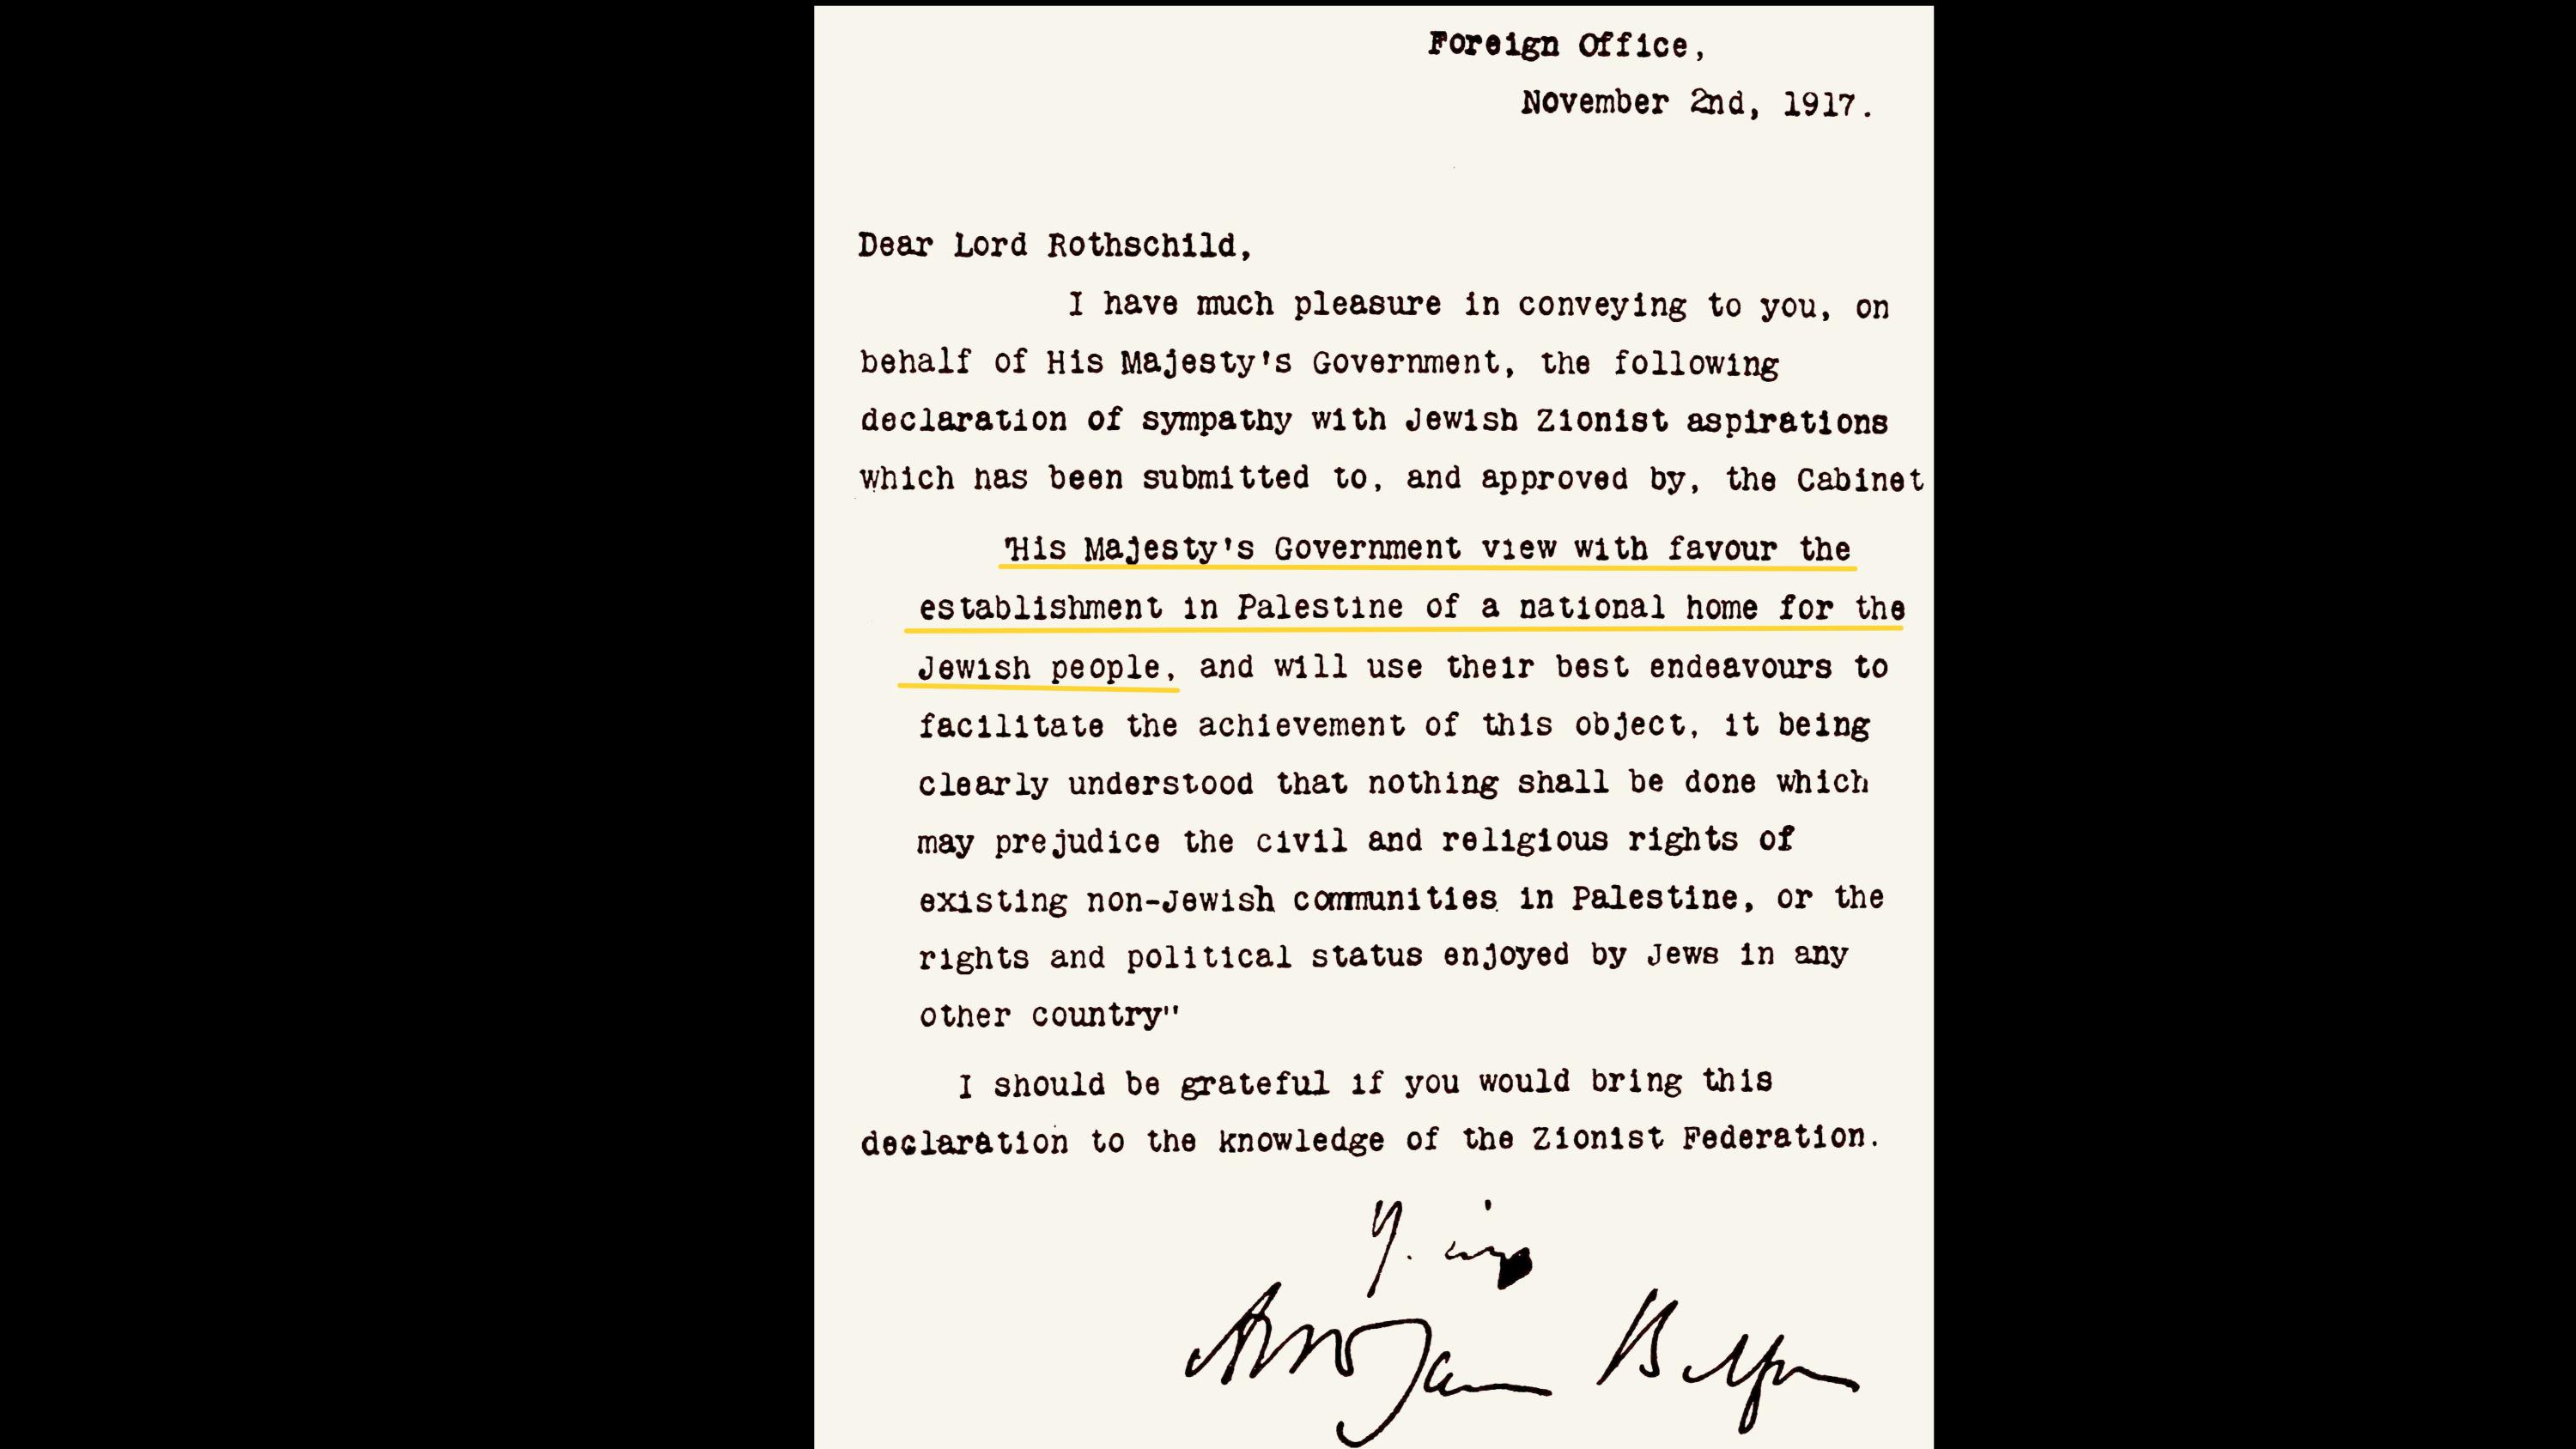 Foreign Office,
November 2nd, 1917.
Dear Lord Rothschild,
I have much pleasure in conveying to you, on
behalf of His Majesty's Government, the following
declaration of sympathy with Jewish Zionist aspirations
which has been submitted to, and approved by, the Cabinet
"His Majesty's Government view with favour the
establishment in Palestine of a national home for the
Jewish people, and will use their best endeavours to
facilitate the achievement of this object, it being
clearly understood that nothing shall be done which
may prejudice the civil and religious rights of
existing non-Jewish communities in Palestine, or the
rights and political status enjoyed by Jews in any
other country"
I should be grateful if you would bring this
declaration to the knowledge of the Zionist Federation.